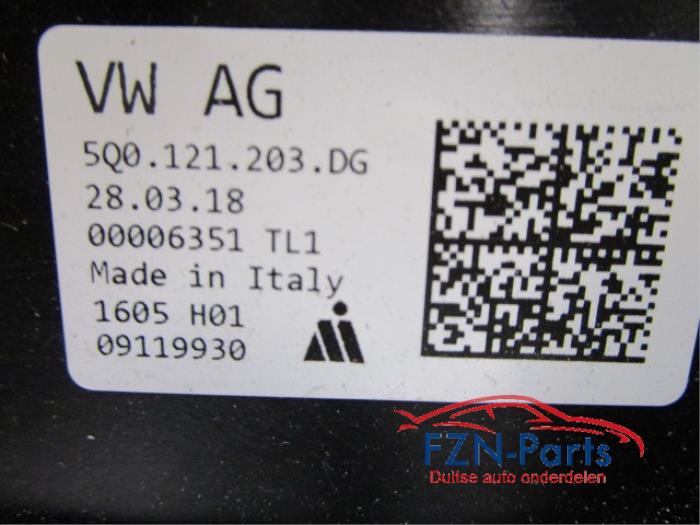 VW AG
5Q0.121.203.DG
28.03.18
00006351 TL1
Made in Italy
1605 H01
09119930
FZN-Parts
Duitse auto onderdelen